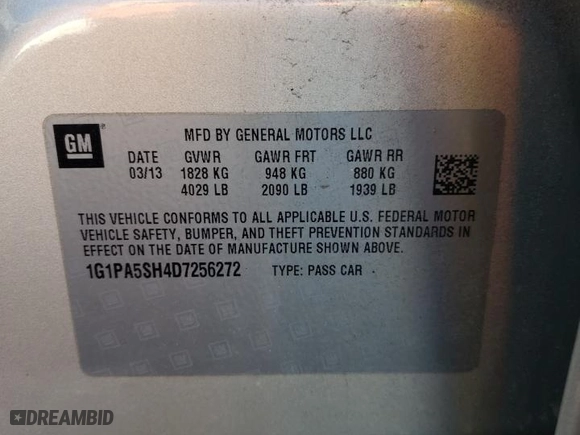 GM
MFD BY GENERAL MOTORS LLC
DATE GVWR GAWR FRT GAWR RR
03/13 1828 KG 948 KG 880 KG
4029 LB 2090 LB 1939 LB
THIS VEHICLE CONFORMS TO ALL APPLICABLE U.S. FEDERAL MOTOR
VEHICLE SAFETY, BUMPER, AND THEFT PREVENTION STANDARDS IN
EFFECT ON THE DATE OF MANUFACTURE SHOWN ABOVE.
1G1PA5SH4D7256272 TYPE: PASS CAR
DREAMBID